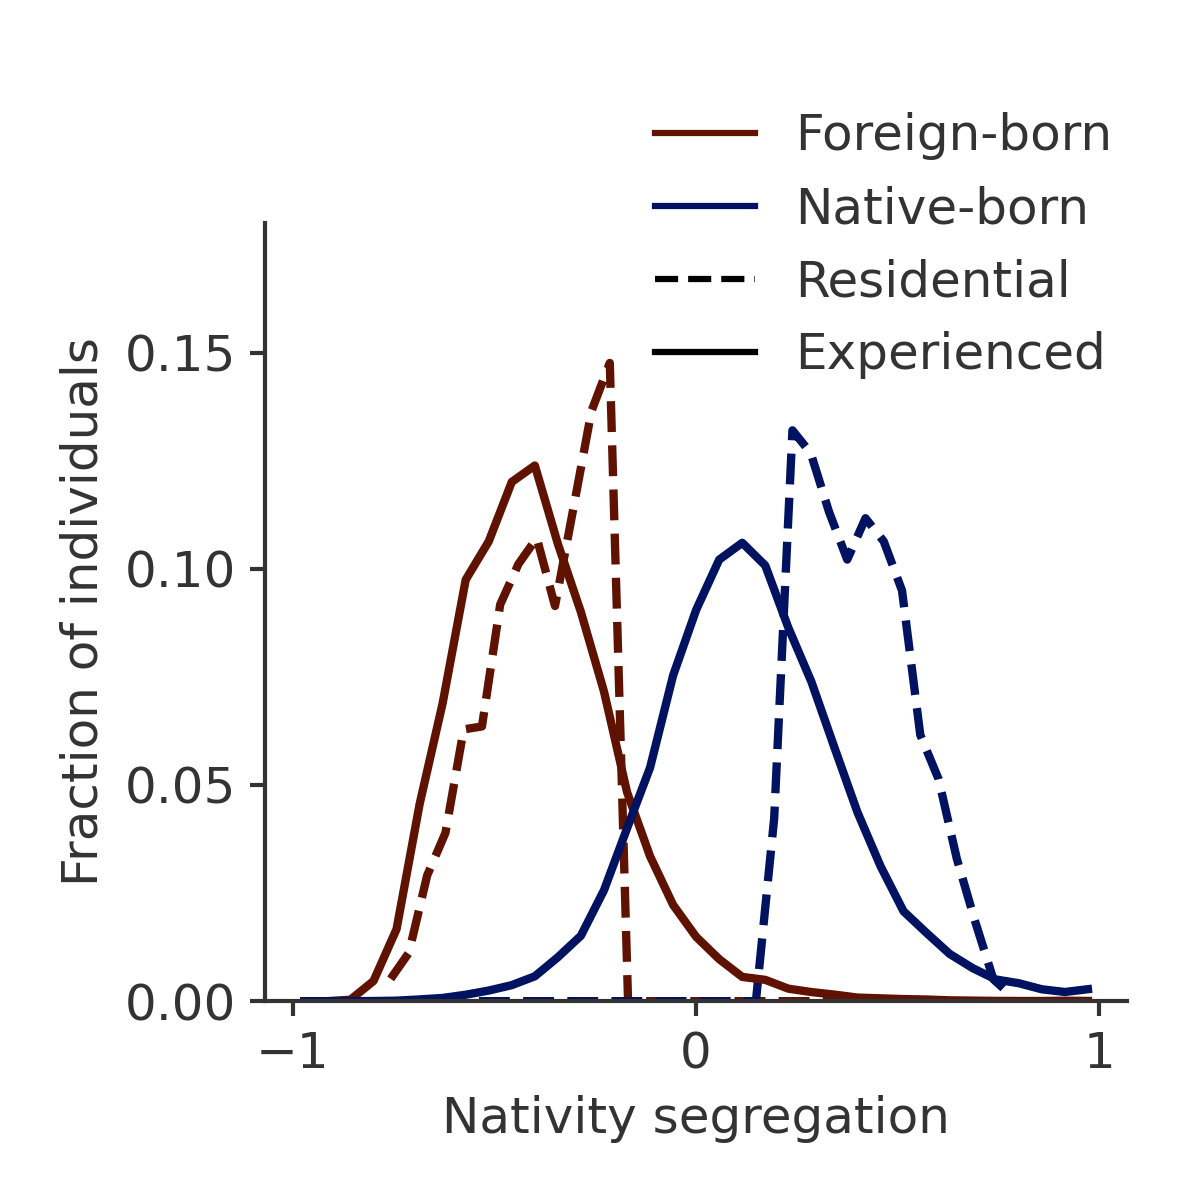 Foreign-born
Native-born
Residential
Experienced
Fraction of individuals
0.15
0.10
0.05
0.00
−1
0
1
Nativity segregation